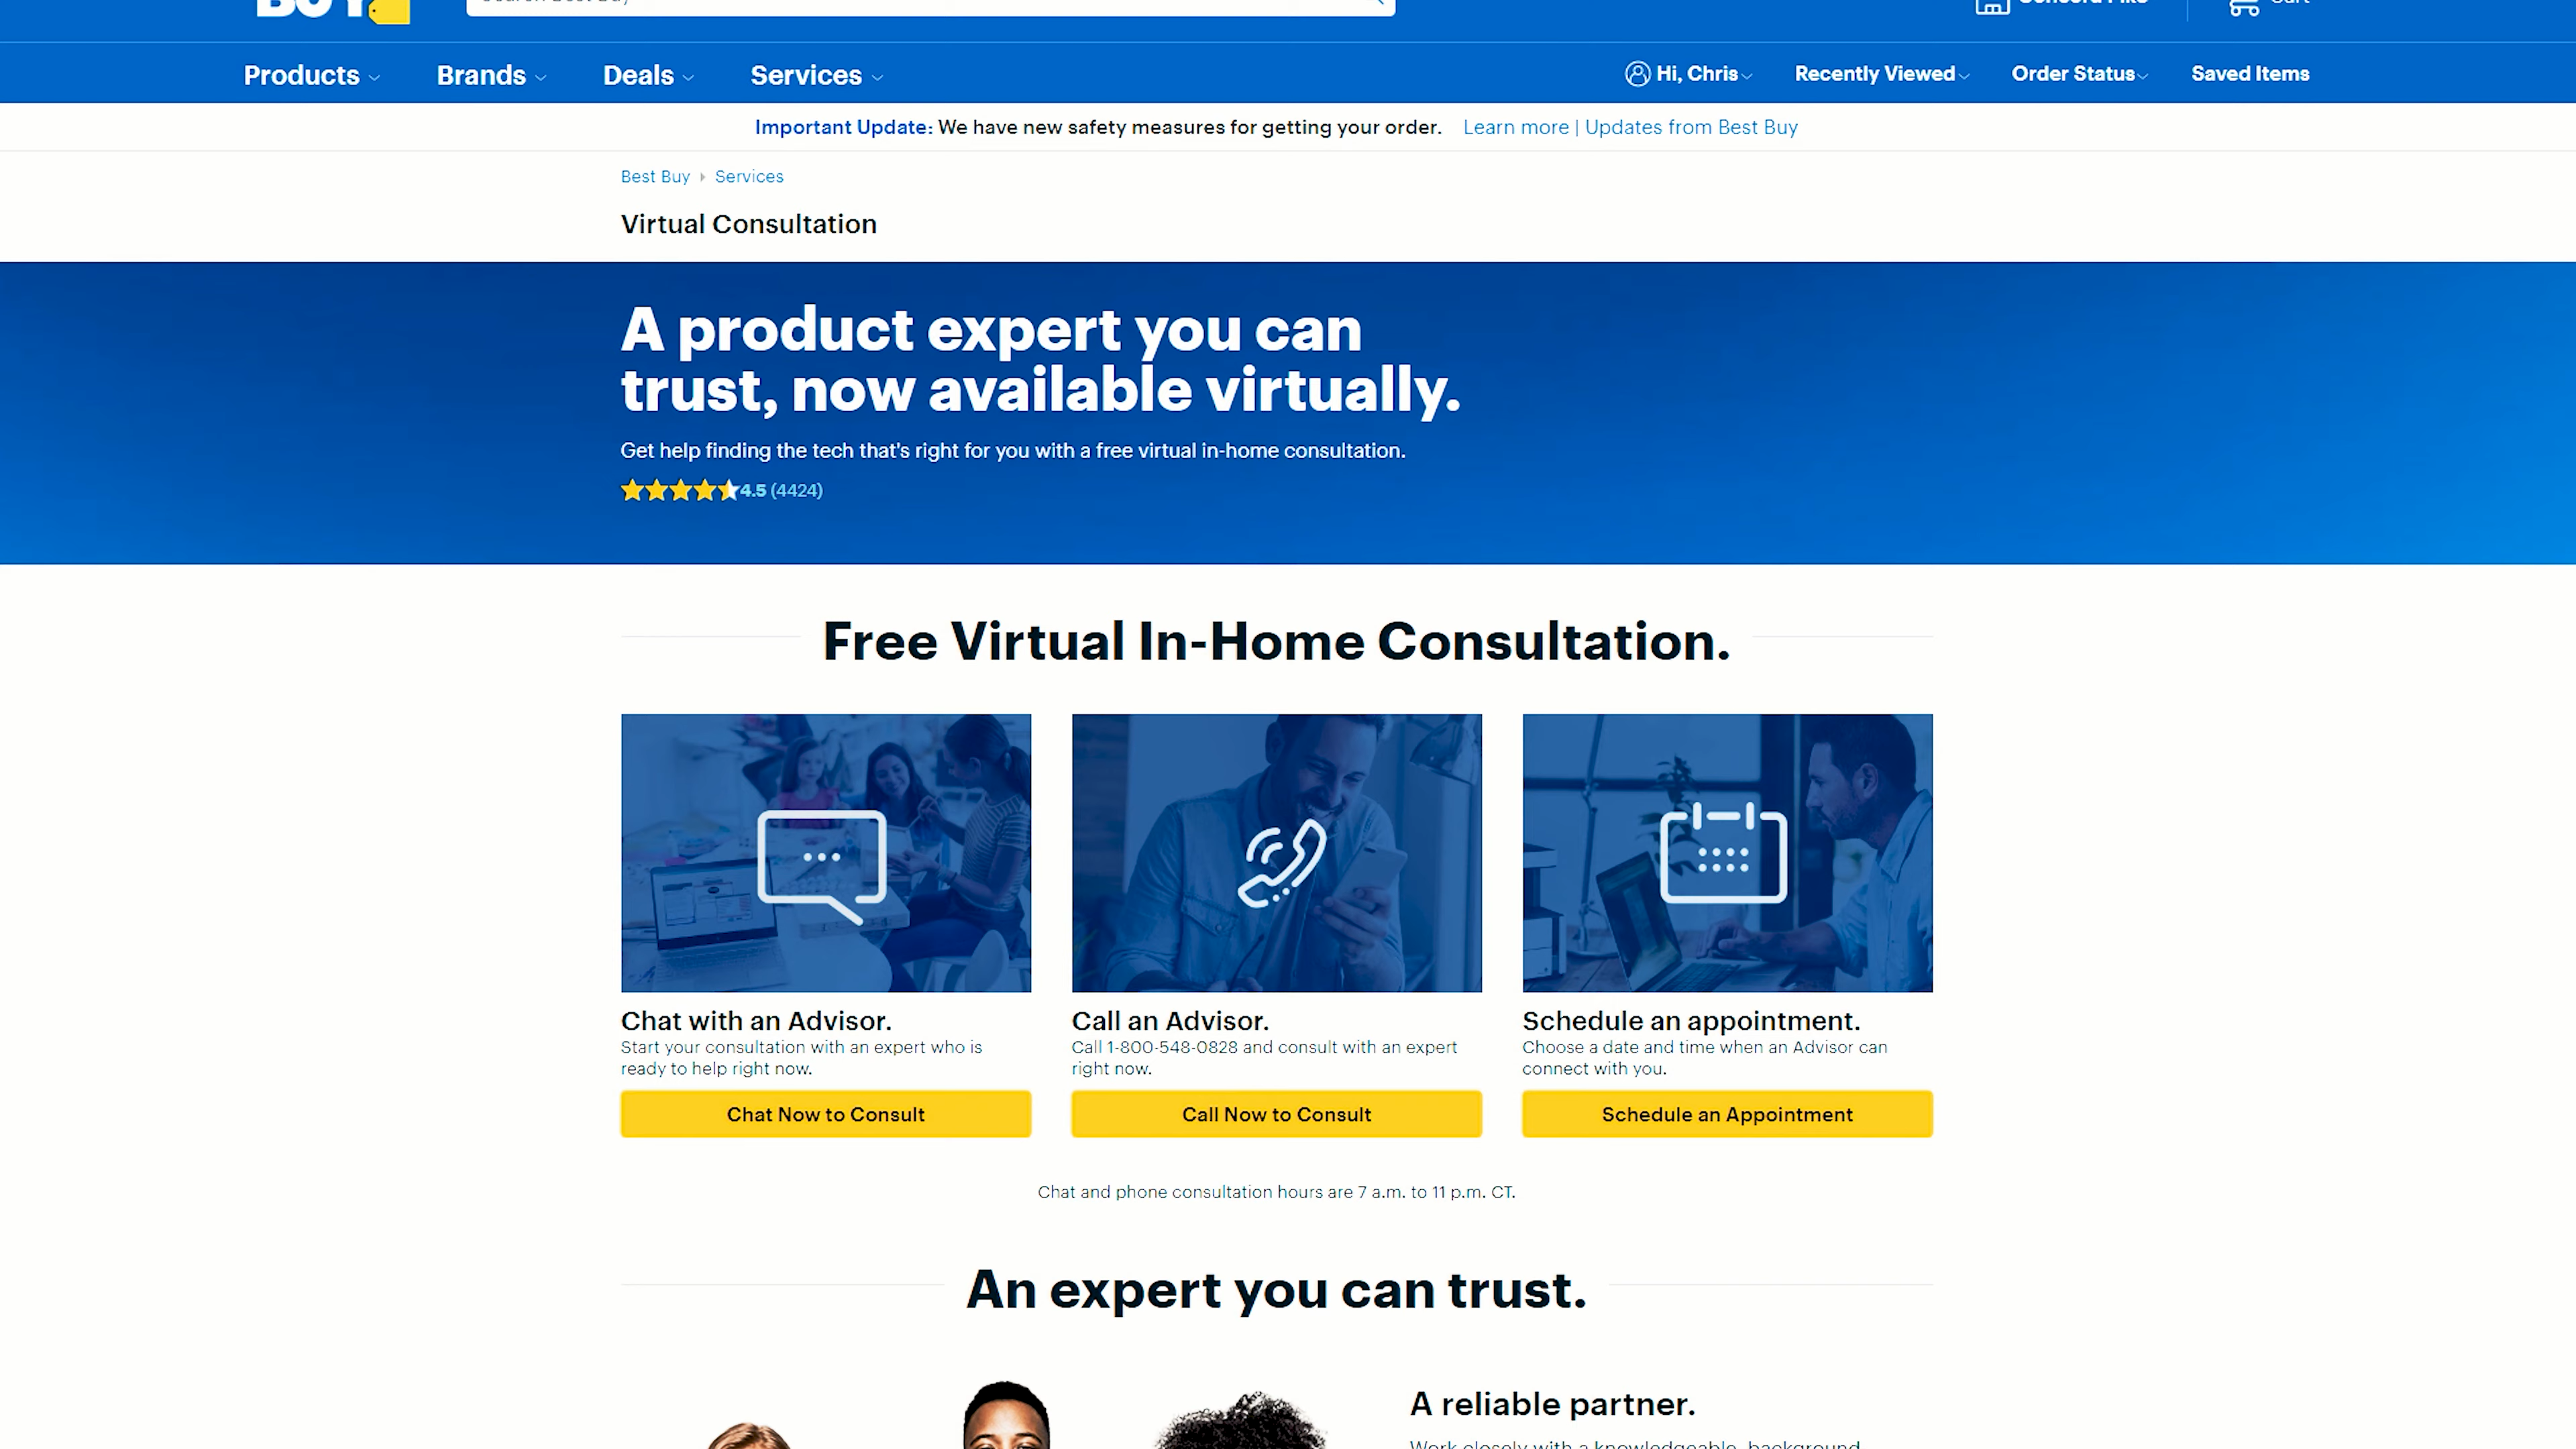 BUY
Products
Brands
Deals
Services
Hi, Chris
Recently Viewed
Order Status
Saved Items
Important Update: We have new safety measures for getting your order. Learn more | Updates from Best Buy
Best Buy Services
Virtual Consultation
A product expert you can
trust, now available virtually.
Get help finding the tech that's right for you with a free virtual in-home consultation.
4.5 (4424)
Free Virtual In-Home Consultation.
Chat with an Advisor.
Start your consultation with an expert who is
ready to help right now.
Chat Now to Consult
Call an Advisor.
Call 1-800-548-0828 and consult with an expert
right now.
Call Now to Consult
Schedule an appointment.
Choose a date and time when an Advisor can
connect with you.
Schedule an Appointment
Chat and phone consultation hours are 7 a.m. to 11 p.m. CT.
An expert you can trust.
A reliable partner.
Work closely with a knowledgeable, background